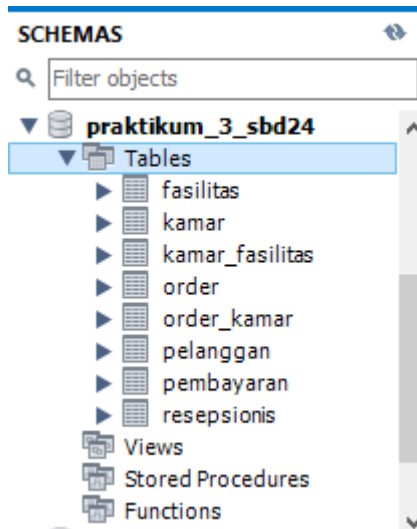 SCHEMAS
Filter objects
praktikum_3_sbd24
Tables
fasilitas
kamar
kamar_fasilitas
order
order_kamar
pelanggan
pembayaran
resepsionis
Views
Stored Procedures
Functions